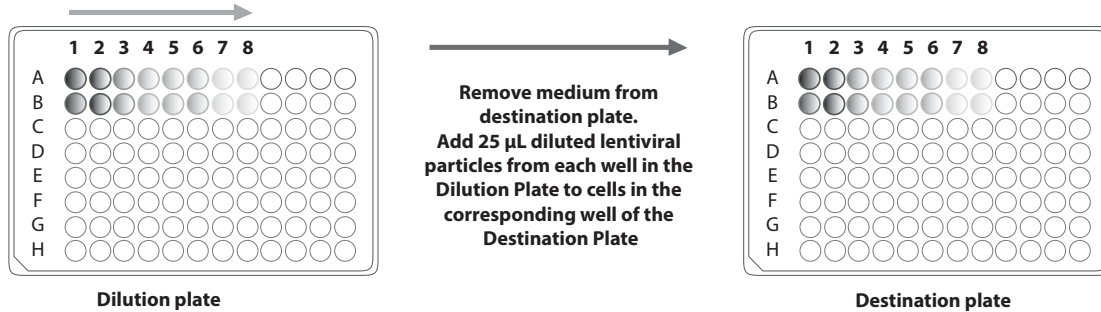 1 2 3 4 5 6 7 8
A
B
C
D
E
F
G
H
Dilution plate
Remove medium from
destination plate.
Add 25 µL diluted lentiviral
particles from each well in the
Dilution Plate to cells in the
corresponding well of the
Destination Plate
1 2 3 4 5 6 7 8
A
B
C
D
E
F
G
H
Destination plate